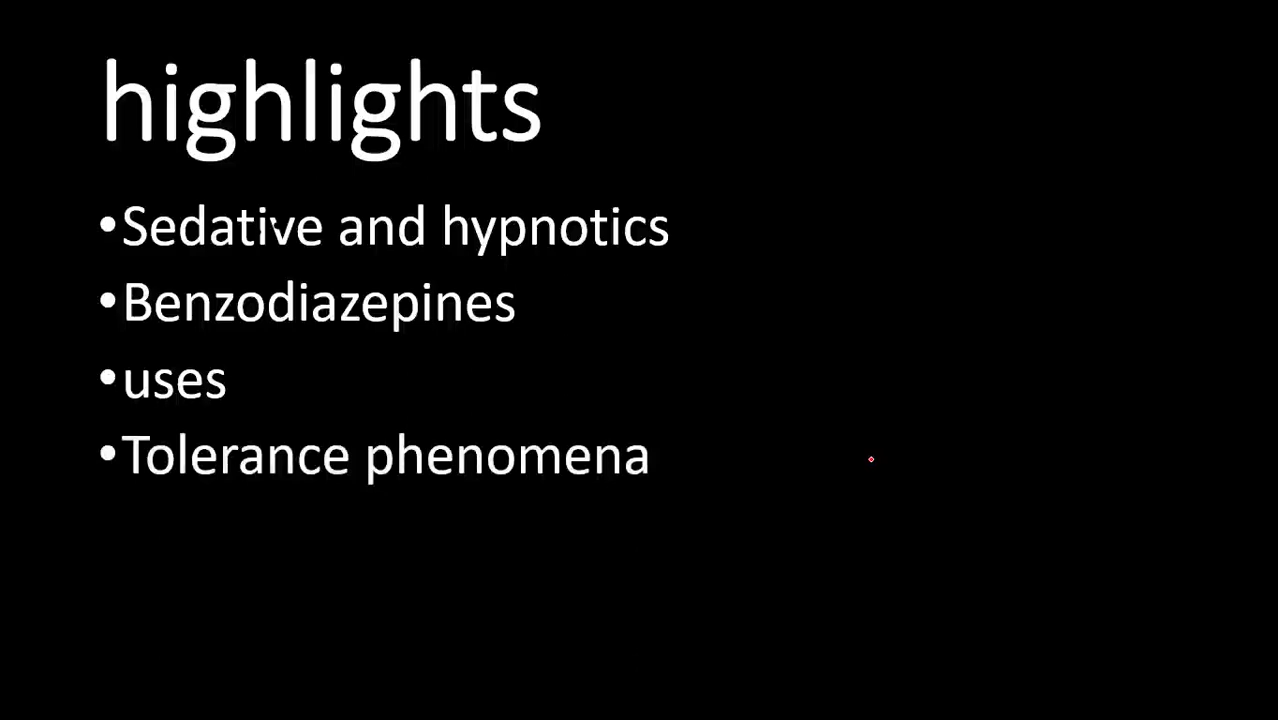 highlights
•Sedative and hypnotics
•Benzodiazepines
•uses
•Tolerance phenomena